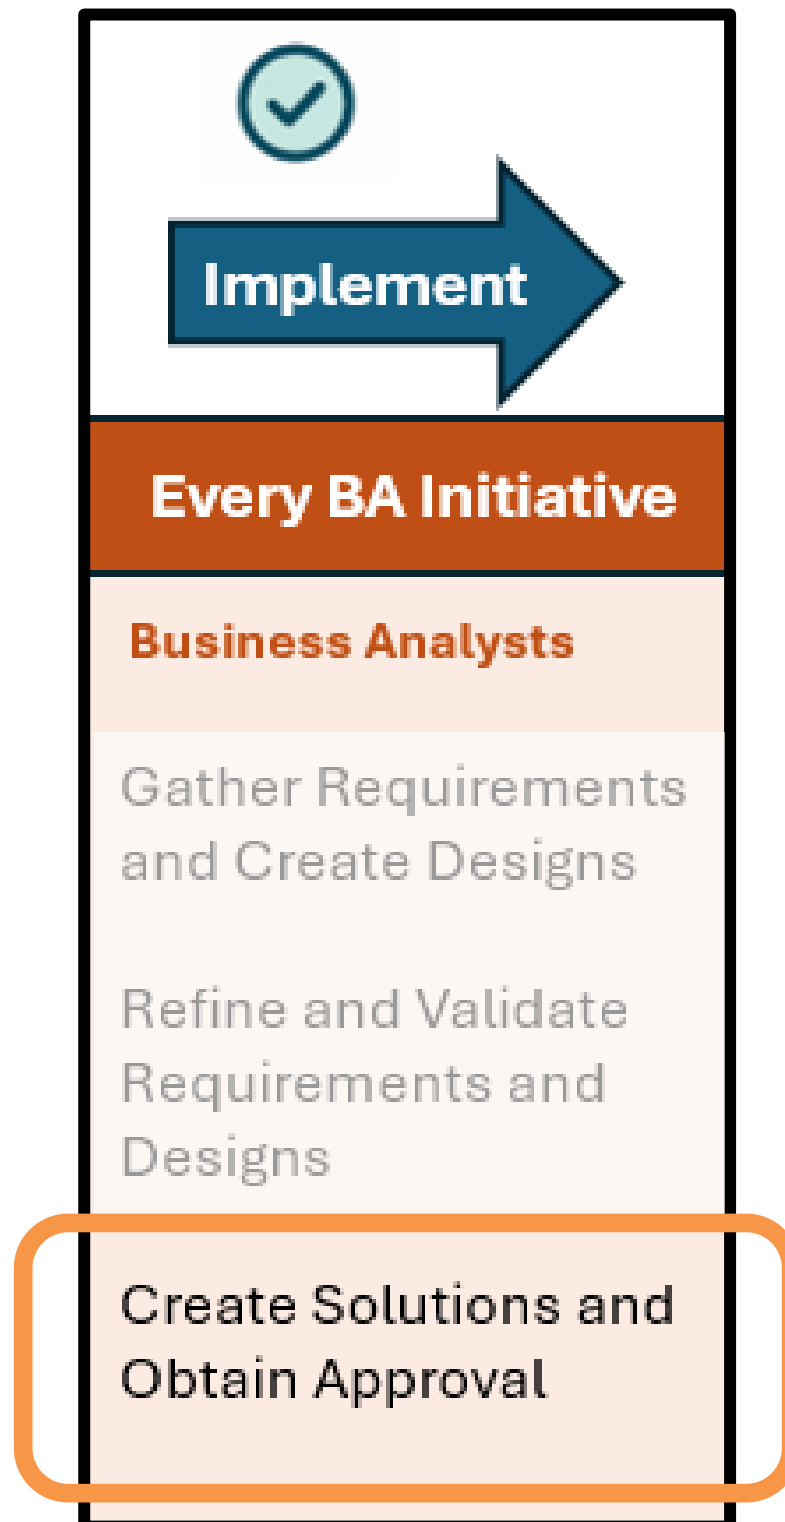 Implement
Every BA Initiative
Business Analysts
Gather Requirements
and Create Designs
Refine and Validate
Requirements and
Designs
Create Solutions and
Obtain Approval